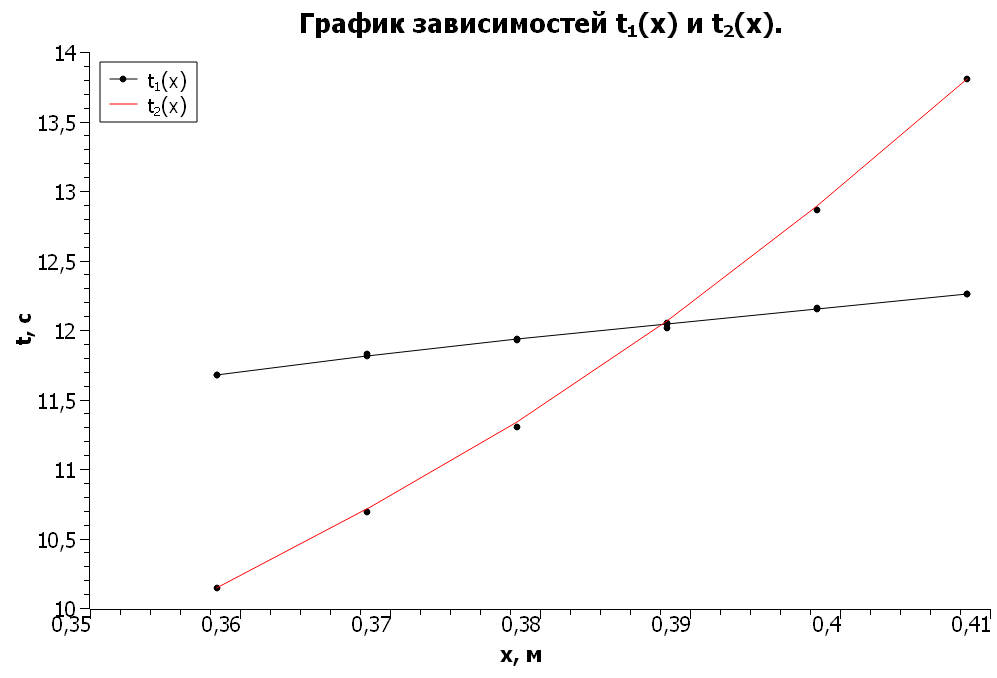 График зависимостей t₁(x) и t₂(x).
t₁(x)
t₂(x)
14
13,5
13
12,5
12
11,5
11
10,5
10
t, с
0,35 0,36 0,37 0,38 0,39 0,4 0,41
x, м